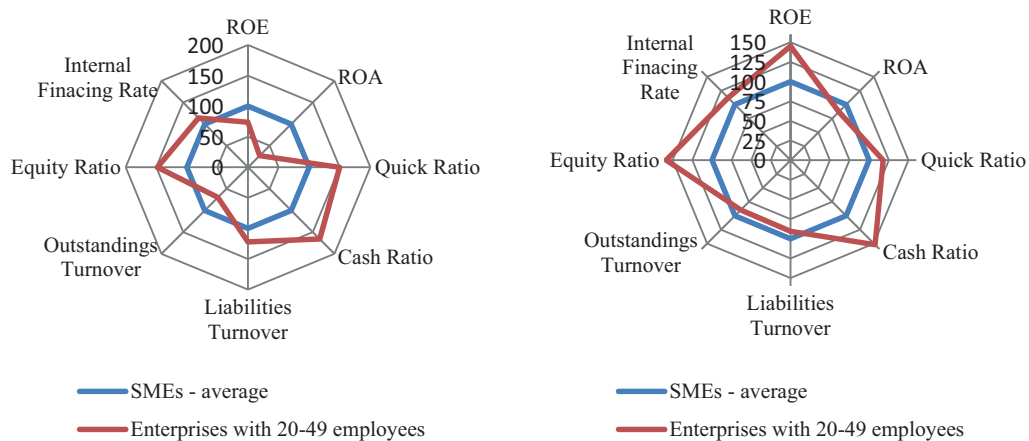 ROE
200
150
100
50
0
ROA
Quick Ratio
Cash Ratio
Liabilities
Turnover
Outstandings
Turnover
Equity Ratio
Internal
Finacing Rate
SMEs - average
Enterprises with 20-49 employees
ROE
150
125
100
75
50
25
0
ROA
Quick Ratio
Cash Ratio
Liabilities
Turnover
Outstandings
Turnover
Equity Ratio
Internal
Finacing
Rate
SMEs - average
Enterprises with 20-49 employees